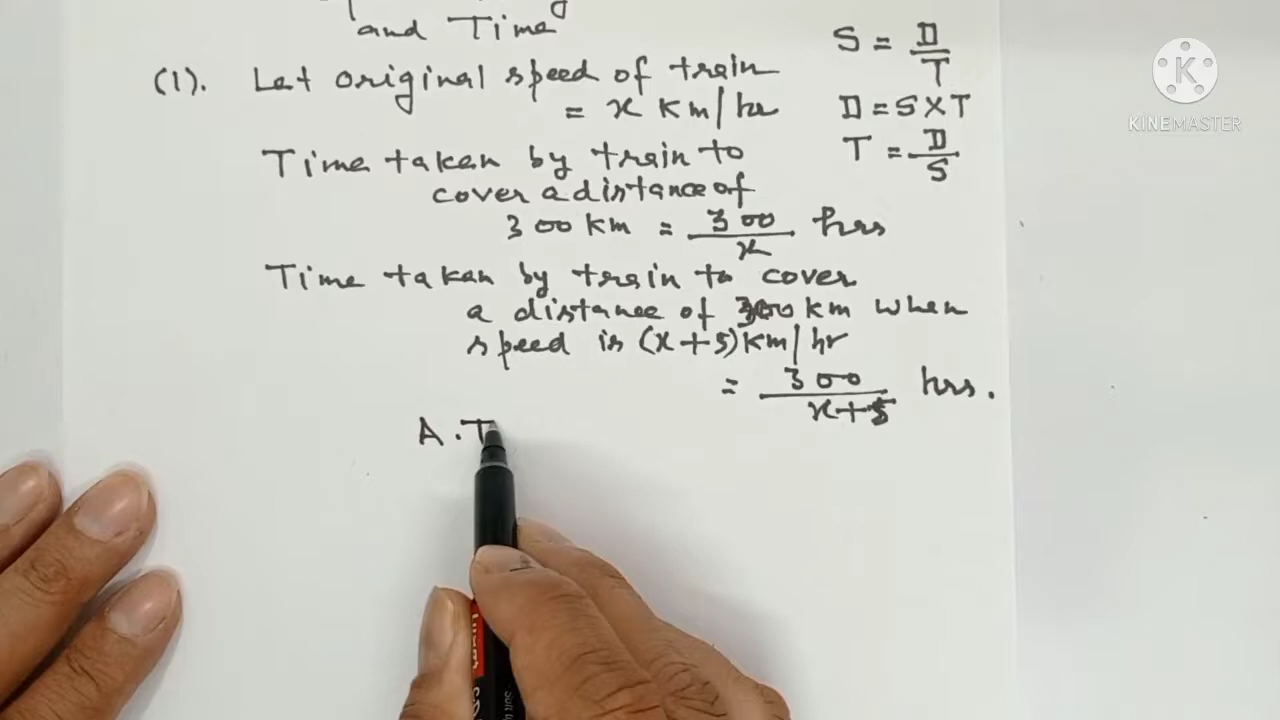 and Time
(1). Let original speed of train
= x km/hr
Time taken by train to
cover a distance of
300 km = 300/x hrs
Time taken by train to cover
a distance of 300 km when
speed is (x+5) km/hr
= 300/x+5 hrs.
A.T
S = D/T
D = S X T
T = D/S
K
KINEMASTER